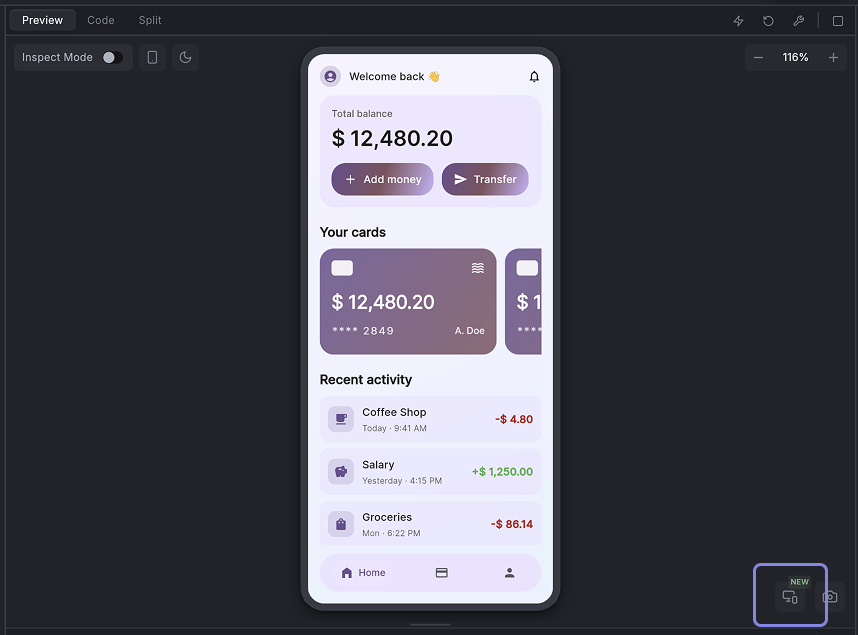 Preview Code Split
Inspect Mode
116%
Welcome back 👋
Total balance
$ 12,480.20
+ Add money
Transfer
Your cards
$ 12,480.20
**** 2849
A. Doe
$ 1
****
Recent activity
Coffee Shop
Today · 9:41 AM
-$ 4.80
Salary
Yesterday · 4:15 PM
+$ 1,250.00
Groceries
Mon · 6:22 PM
-$ 86.14
Home
NEW